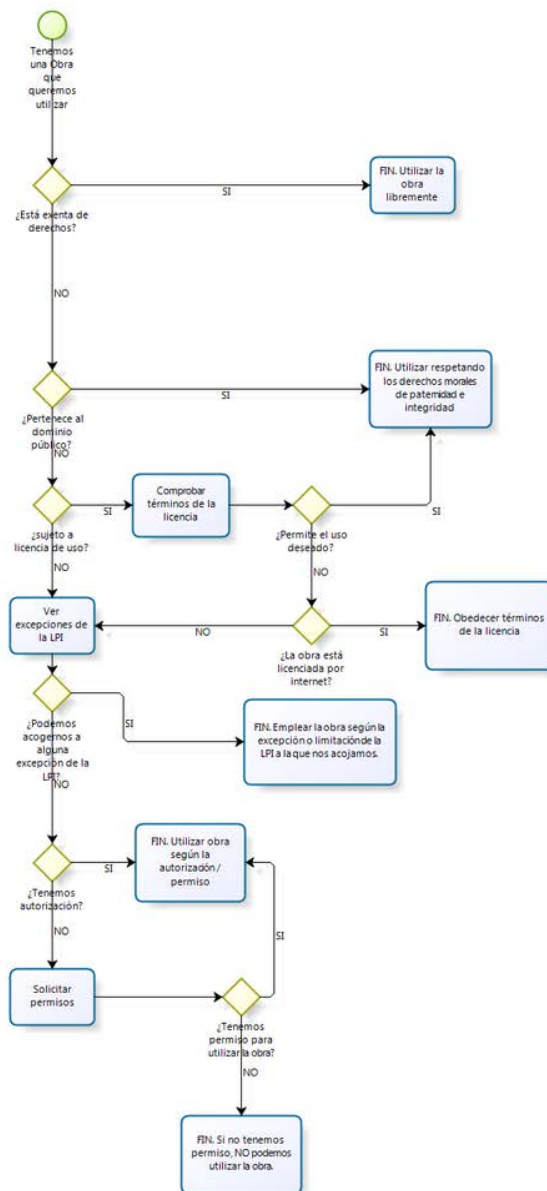 Tenemos
una Obra
que
queremos
utilizar
FIN. Utilizar la
obra
libremente
SI
¿Está exenta de
derechos?
NO
FIN. Utilizar respetando
los derechos morales
de paternidad e
integridad
SI
¿Pertenece al
dominio
público?
NO
Comprobar
términos de la
licencia
SI
SI
¿sujeto a
licencia de uso?
¿Permite el uso
deseado?
NO
NO
Ver
excepciones de
la LPI
NO
SI
FIN. Obedecer términos
de la licencia
¿La obra está
licenciada por
internet?
¿Podemos
acogernos a
alguna
excepción de la
LPI?
SI
FIN. Emplear la obra según la
excepción o limitaciónde la
LPI a la que nos acojamos.
NO
FIN. Utilizar obra
según la
autorización /
permiso
SI
¿Tenemos
autorización?
NO
SI
Solicitar
permisos
¿Tenemos
permiso para
utilizar la obra?
NO
FIN. Si no tenemos
permiso, NO podemos
utilizar la obra.